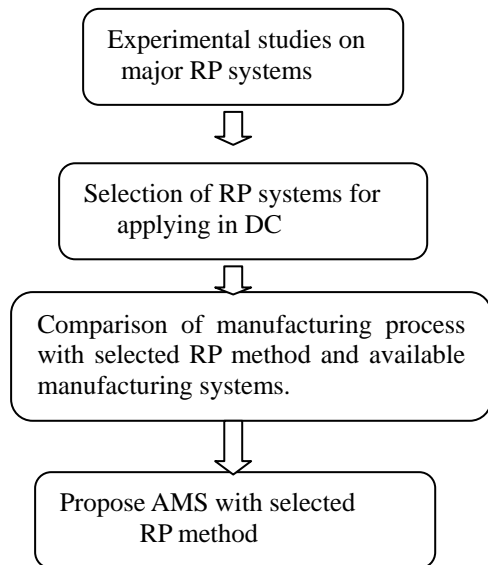 Experimental studies on
major RP systems
Selection of RP systems for
applying in DC
Comparison of manufacturing process
with selected RP method and available
manufacturing systems.
Propose AMS with selected
RP method